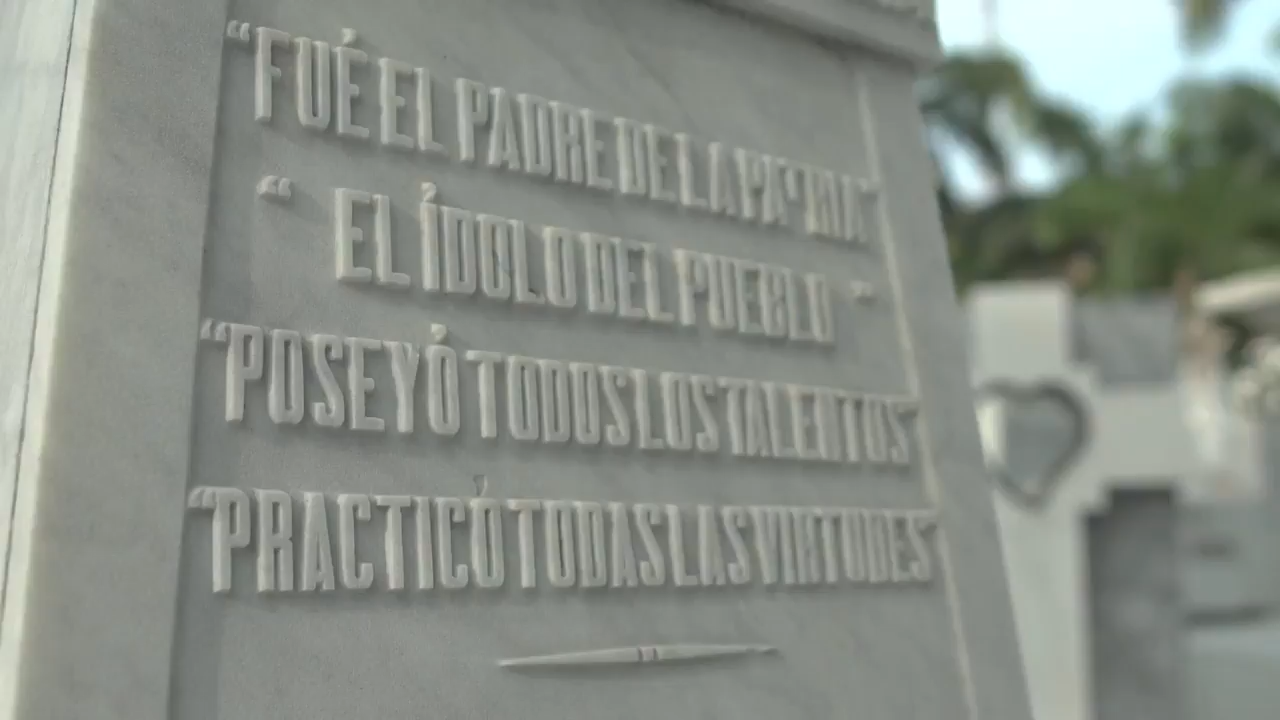 “FUÉ EL PADRE DE LA PATRIA“
“ EL ÍDOLO DEL PUEBLO “
“POSEYÓ TODOS LOS TALENTOS“
“PRACTICÓ TODAS LAS VIRTUDES“